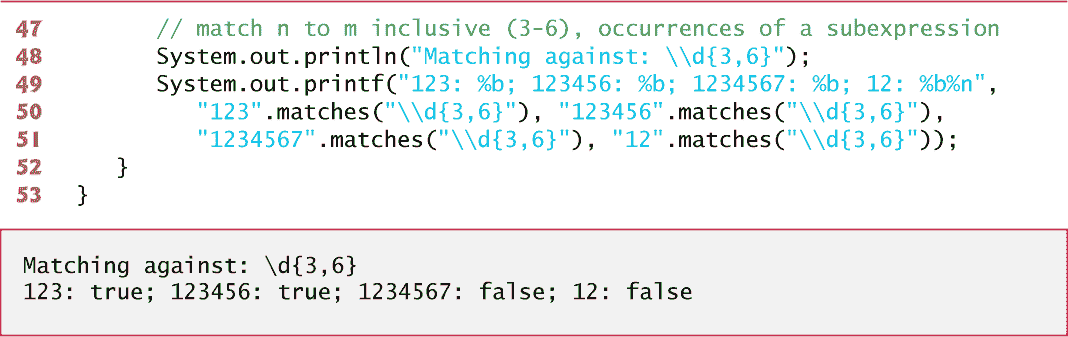 47 // match n to m inclusive (3-6), occurrences of a subexpression
48 System.out.println("Matching against: \\d{3,6}");
49 System.out.printf("123: %b; 123456: %b; 1234567: %b; 12: %b%n",
50 "123".matches("\\d{3,6}"), "123456".matches("\\d{3,6}"),
51 "1234567".matches("\\d{3,6}"), "12".matches("\\d{3,6}"));
52 }
53 }
Matching against: \d{3,6}
123: true; 123456: true; 1234567: false; 12: false